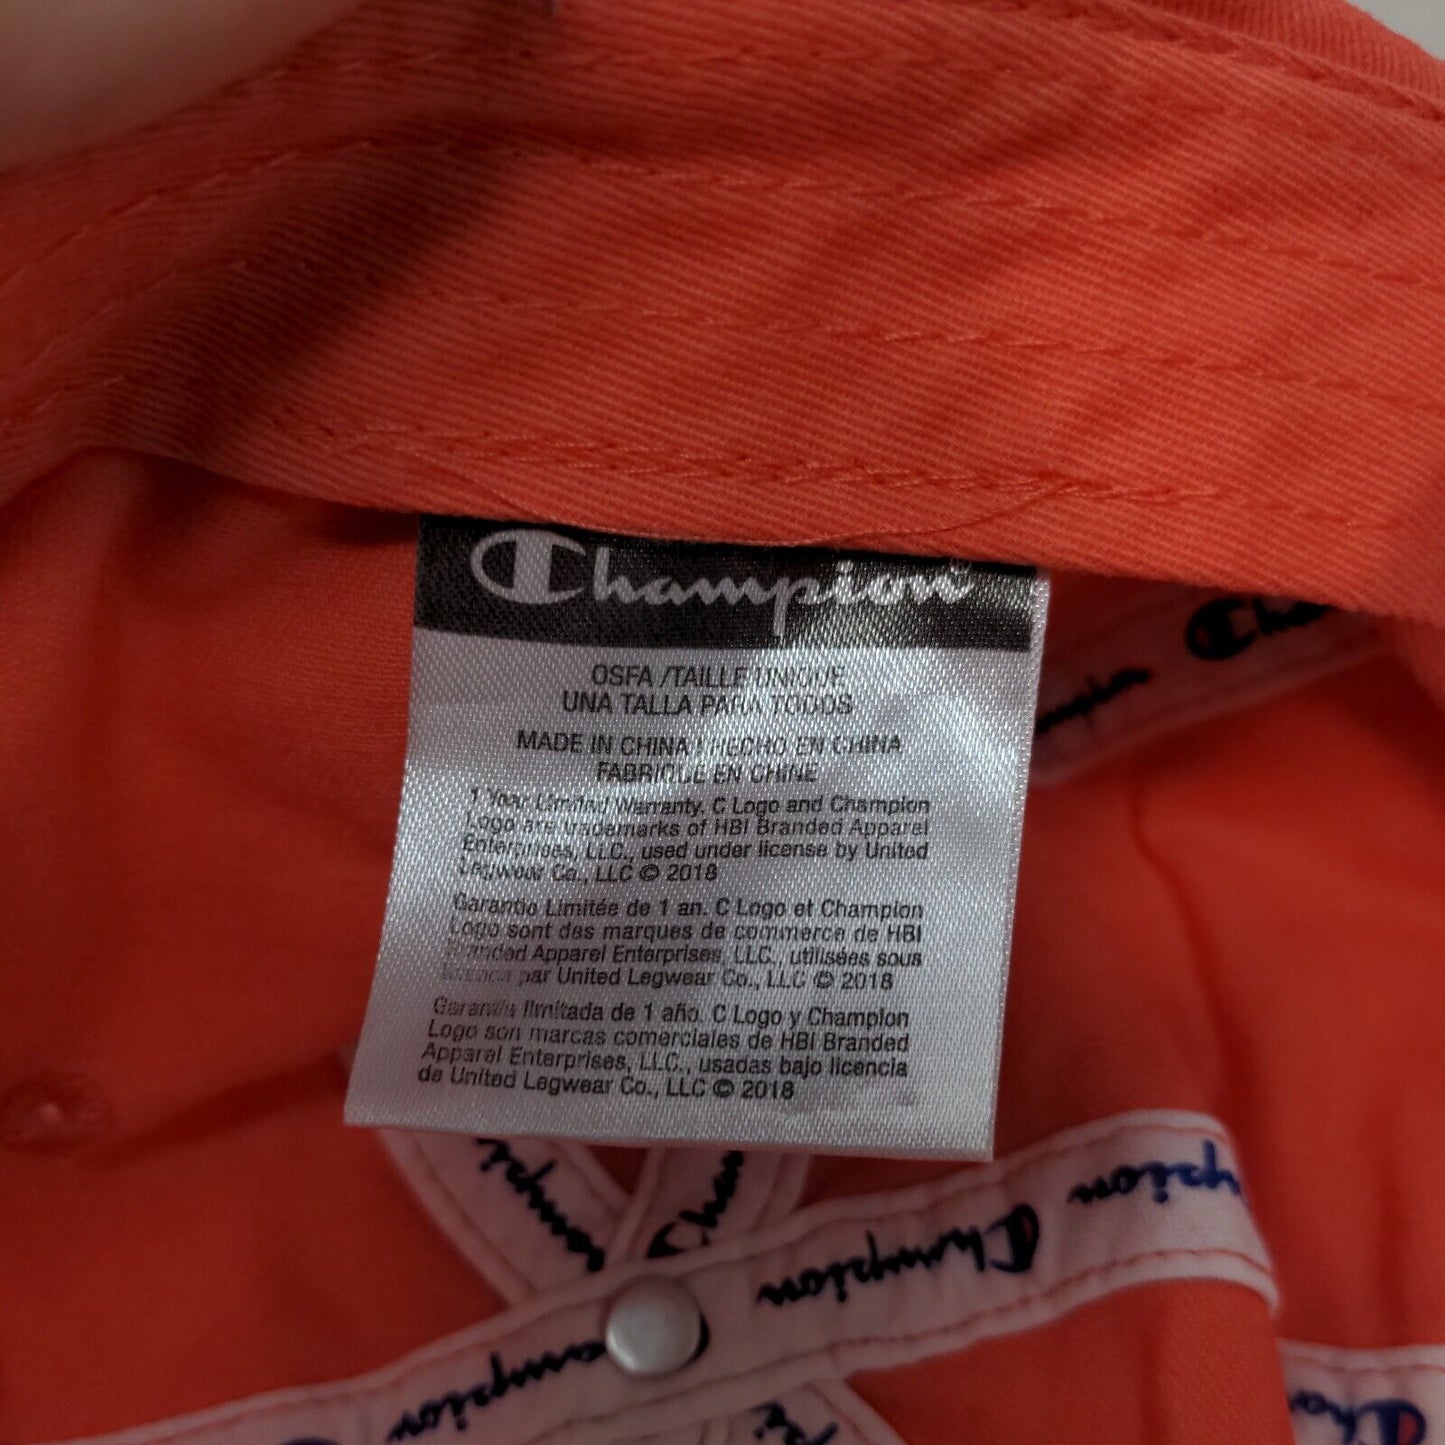 Champion
OSFA /TAILLE UNIQUE
UNA TALLA PARA TODOS
MADE IN CHINA / HECHO EN CHINA
FABRIQUE EN CHINE
1 Year Limited Warranty. C Logo and Champion
Logo are trademarks of HBI Branded Apparel
Enterprises, LLC., used under license by United
Legwear Co., LLC © 2018
Garantie Limitée de 1 an. C Logo et Champion
Logo sont des marques de commerce de HBI
Branded Apparel Enterprises, LLC., utilisées sous
licence par United Legwear Co., LLC © 2018
Garantía limitada de 1 año. C Logo y Champion
Logo son marcas comerciales de HBI Branded
Apparel Enterprises, LLC., usadas bajo licencia
de United Legwear Co., LLC © 2018
Champion